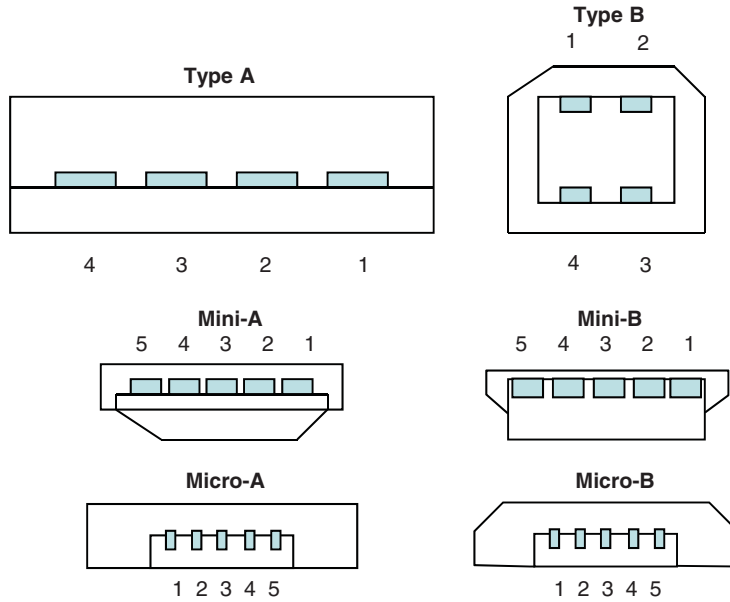 Type A
4 3 2 1
Type B
1 2
4 3
Mini-A
5 4 3 2 1
Mini-B
5 4 3 2 1
Micro-A
1 2 3 4 5
Micro-B
1 2 3 4 5